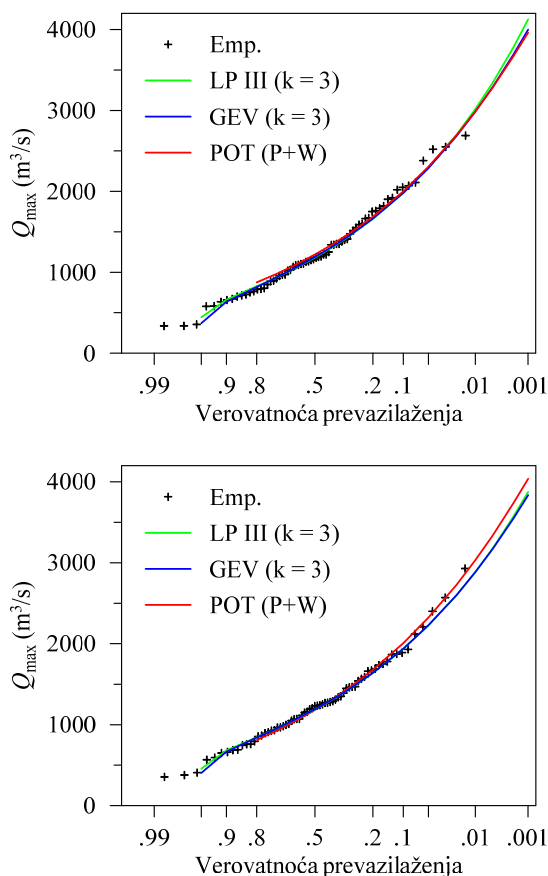 4000
3000
2000
1000
0
Qmax (m³/s)
Emp.
LP III (k = 3)
GEV (k = 3)
POT (P+W)
.99 .9 .8 .5 .2 .1 .01 .001
Verovatnoća prevazilaženja
4000
3000
2000
1000
0
Qmax (m³/s)
Emp.
LP III (k = 3)
GEV (k = 3)
POT (P+W)
.99 .9 .8 .5 .2 .1 .01 .001
Verovatnoća prevazilaženja